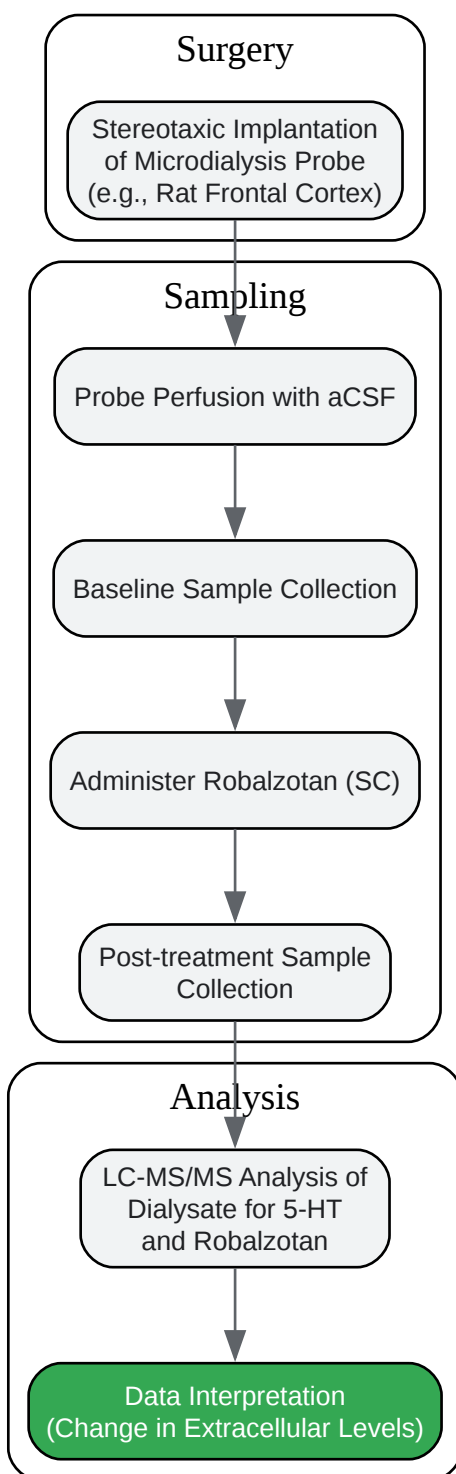 Surgery
Stereotaxic Implantation
of Microdialysis Probe
(e.g., Rat Frontal Cortex)
Sampling
Probe Perfusion with aCSF
Baseline Sample Collection
Administer Robalzotan (SC)
Post-treatment Sample
Collection
Analysis
LC-MS/MS Analysis of
Dialysate for 5-HT
and Robalzotan
Data Interpretation
(Change in Extracellular Levels)